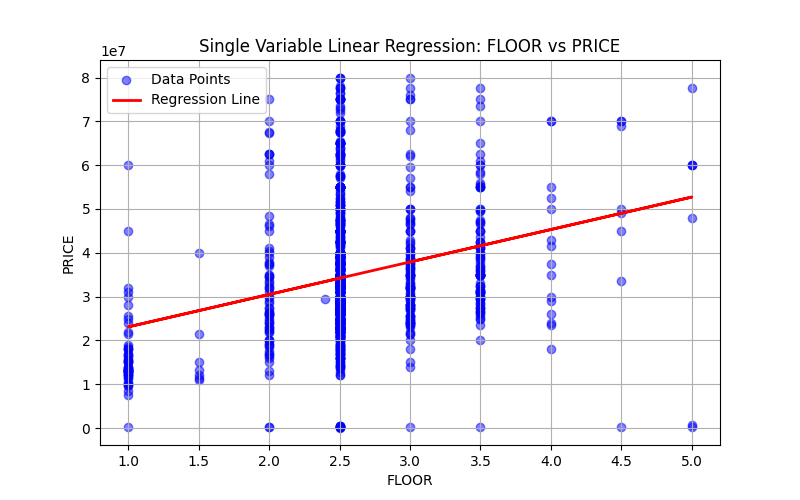 Single Variable Linear Regression: FLOOR vs PRICE
1e7
Data Points
Regression Line
8
7
6
5
4
3
2
1
0
PRICE
1.0 1.5 2.0 2.5 3.0 3.5 4.0 4.5 5.0
FLOOR